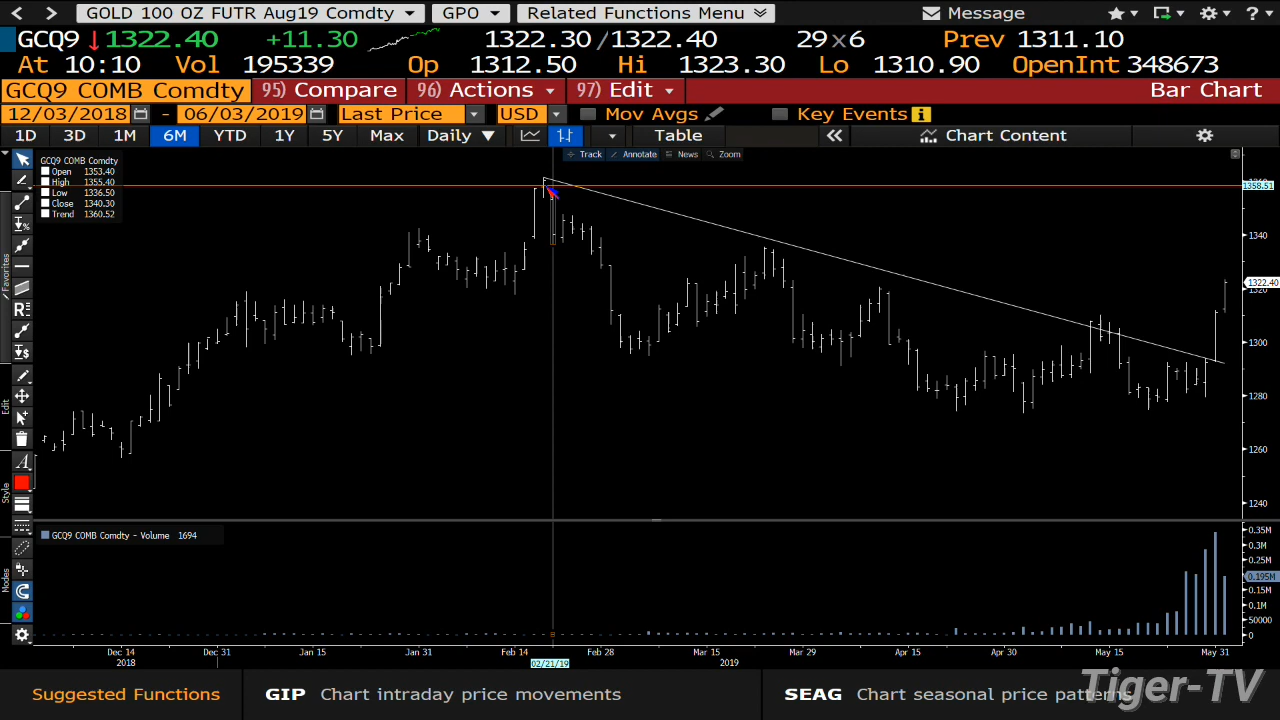 GOLD 100 OZ FUTR Aug19 Comdty GPO Related Functions Menu Message ?
GCQ9 1322.40 +11.30 1322.30/1322.40 29x6 Prev 1311.10
At 10:10 Vol 195339 Op 1312.50 Hi 1323.30 Lo 1310.90 OpenInt 348673
GCQ9 COMB Comdty 95) Compare 96) Actions 97) Edit Bar Chart
12/03/2018 - 06/03/2019 Last Price USD Mov Avgs Key Events i
1D 3D 1M 6M YTD 1Y 5Y Max Daily Table Chart Content
Track Annotate News Zoom
GCQ9 COMB Comdty
Open 1353.40
High 1355.40
Low 1336.50
Close 1340.30
Trend 1360.52
1358.51
1340
1322.40
1320
1300
1280
1260
1240
Favorites
Edit
Style
Modes
GCQ9 COMB Comdty - Volume 1694
0.35M
0.3M
0.195M
0.15M
0.1M
50000
0
Dec 14 Dec 31 Jan 15 Jan 31 Feb 14 Feb 28 Mar 15 Mar 29 Apr 15 Apr 30 May 15 May 31
2018 02/21/19 2019
Suggested Functions GIP Chart intraday price movements SEAG Chart seasonal price patterns
Tiger-TV